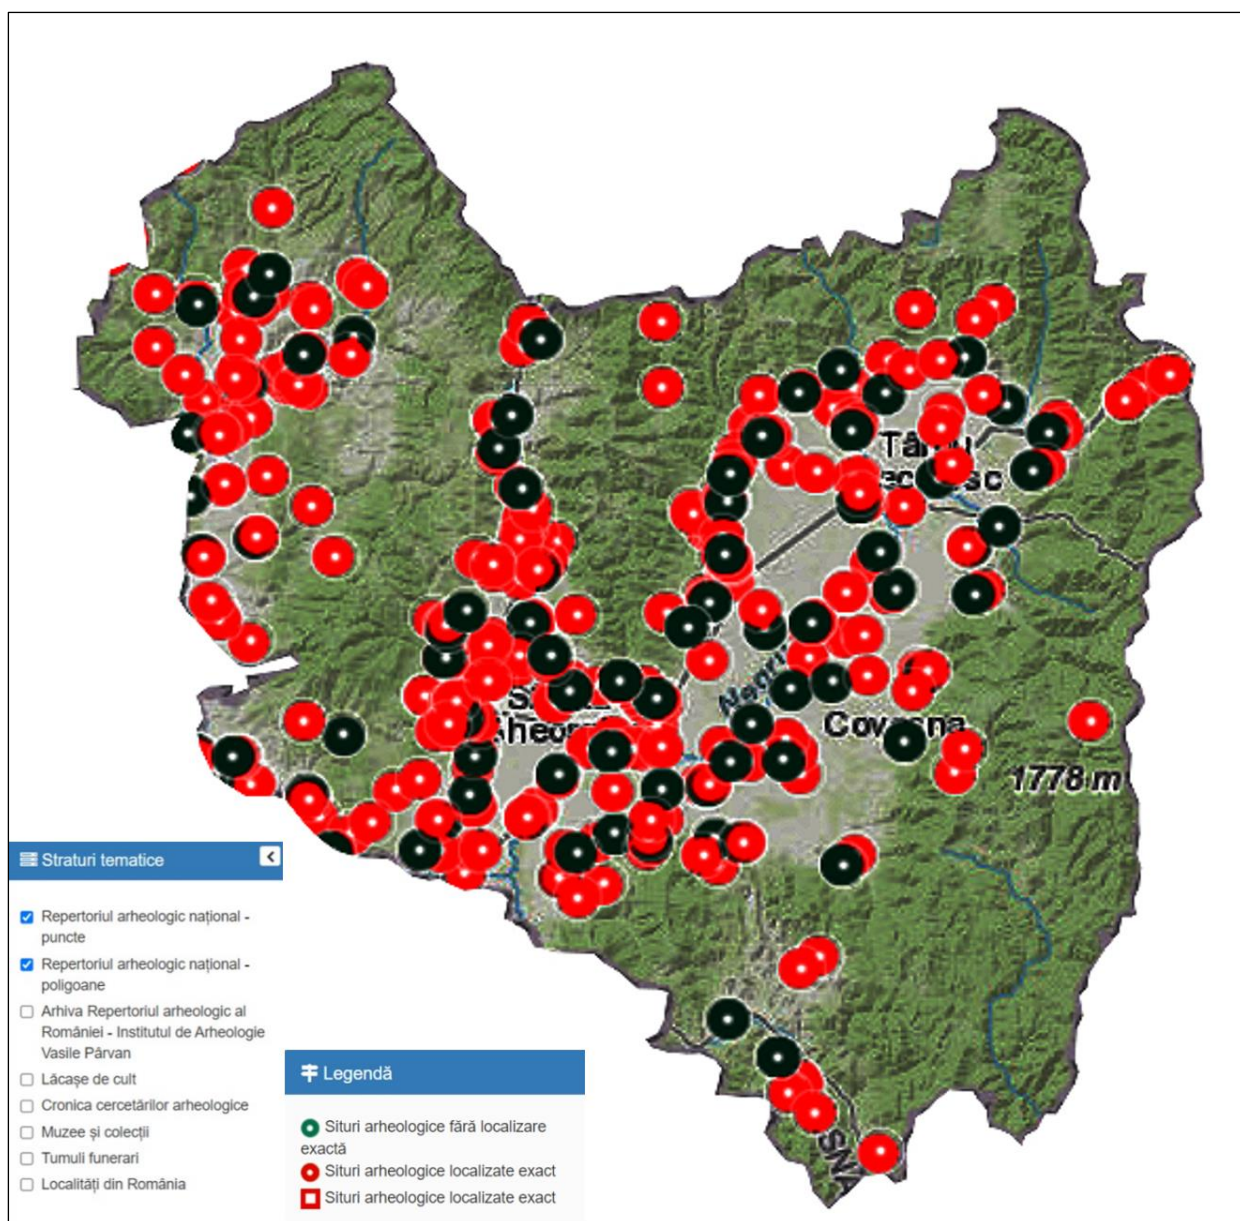 Covasna
1778 m
Straturi tematice
Repertoriul arheologic național -
puncte
Repertoriul arheologic național -
poligoane
Arhiva Repertoriul arheologic al
României - Institutul de Arheologie
Vasile Pârvan
Lăcașe de cult
Cronica cercetărilor arheologice
Muzee și colecții
Tumuli funerari
Localități din România
Legendă
Situri arheologice fără localizare
exactă
Situri arheologice localizate exact
Situri arheologice localizate exact